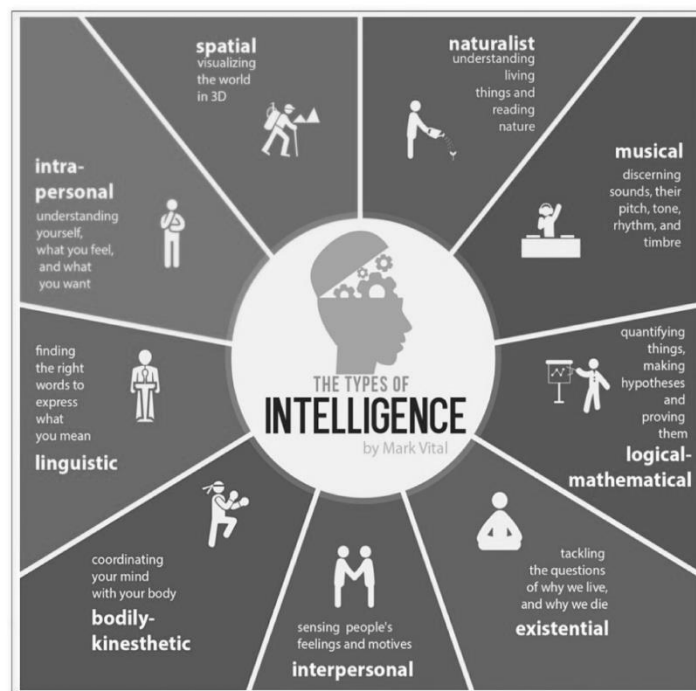 spatial
visualizing
the world
in 3D
naturalist
understanding
living
things and
reading
nature
musical
discerning
sounds, their
pitch, tone,
rhythm, and
timbre
quantifying
things,
making
hypotheses
and
proving
them
logical-
mathematical
tackling
the questions
of why we live,
and why we die
existential
sensing people's
feelings and motives
interpersonal
coordinating
your mind
with your body
bodily-
kinesthetic
finding
the right
words to
express
what
you mean
linguistic
intra-
personal
understanding
yourself,
what you feel,
and what
you want
THE TYPES OF
INTELLIGENCE
by Mark Vital